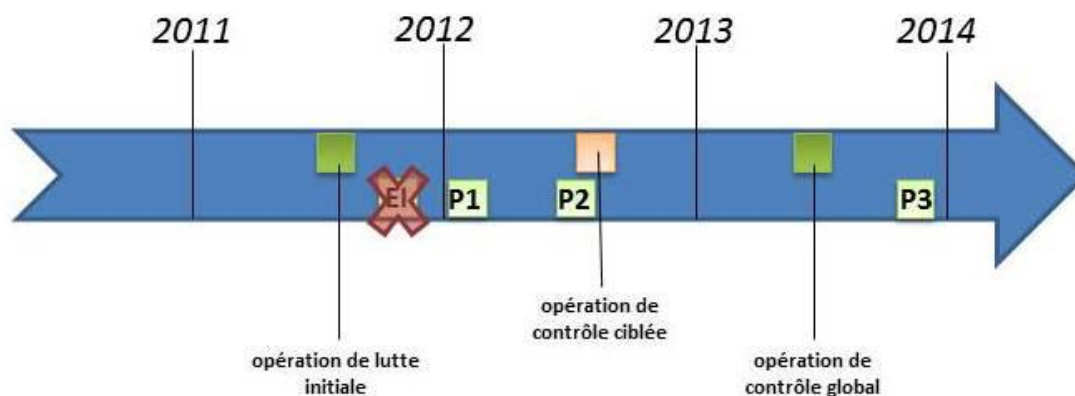 2011 2012 2013 2014
EI P1 P2 P3
opération de
contrôle ciblée
opération de lutte
initiale
opération de
contrôle global